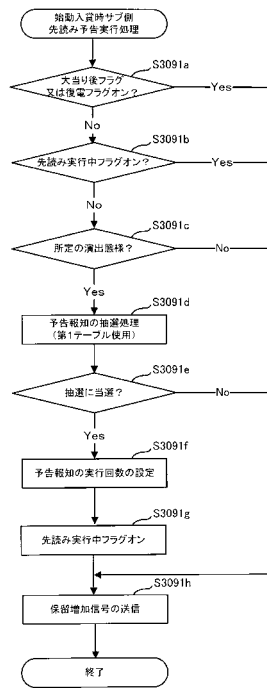 始動入賞時サブ側
先読み予告実行処理
S3091a
大当り後フラグ
又は復電フラグオン?
Yes
No
S3091b
先読み実行中フラグオン?
Yes
No
S3091c
所定の演出態様?
No
Yes
S3091d
予告報知の抽選処理
(第1テーブル使用)
S3091e
抽選に当選?
No
Yes
S3091f
予告報知の実行回数の設定
S3091g
先読み実行中フラグオン
S3091h
保留増加信号の送信
終了